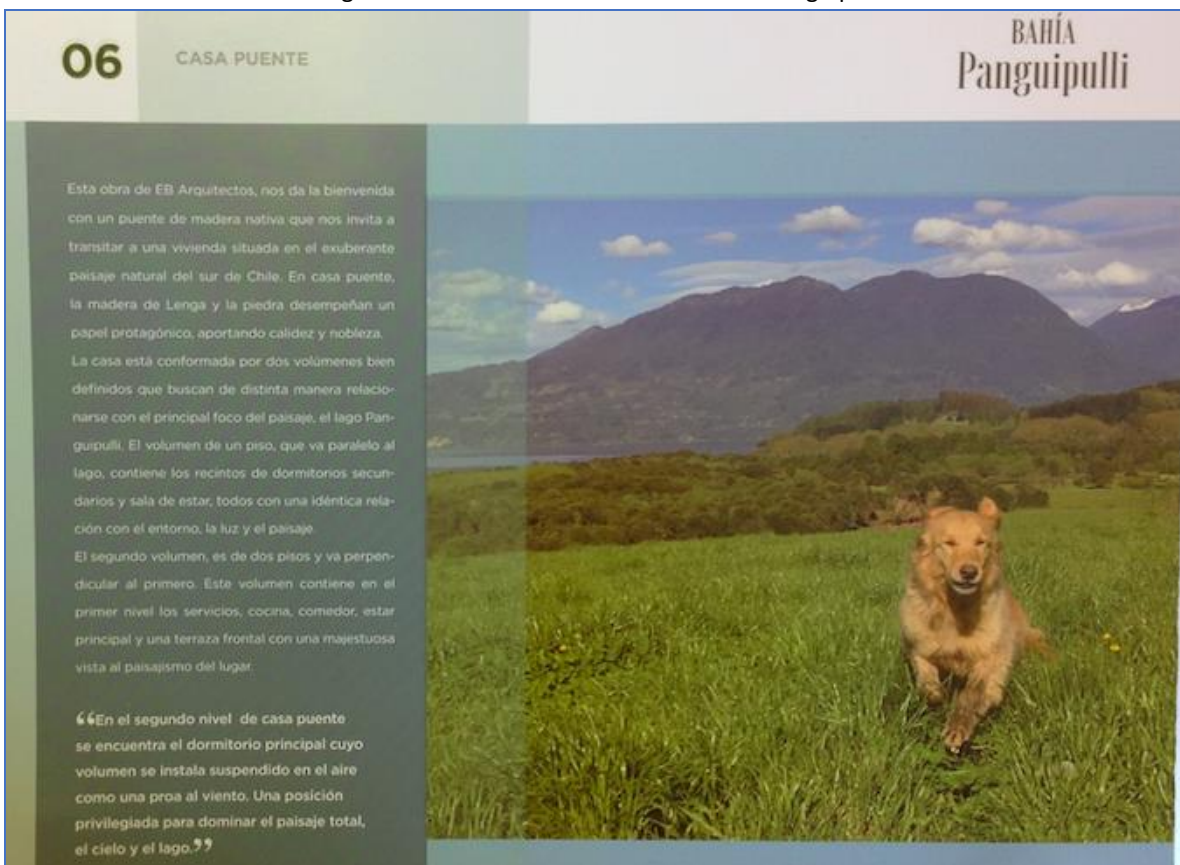 06
CASA PUENTE
BAHÍA
Panguipulli
Esta obra de EB Arquitectos, nos da la bienvenida
con un puente de madera nativa que nos invita a
transitar a una vivienda situada en el exuberante
paisaje natural del sur de Chile. En casa puente,
la madera de Lenga y la piedra desempeñan un
papel protagónico, aportando calidez y nobleza.
La casa está conformada por dos volúmenes bien
definidos que buscan de distinta manera relacio-
narse con el principal foco del paisaje, el lago Pan-
guipulli. El volumen de un piso, que va paralelo al
lago, contiene los recintos de dormitorios secun-
darios y sala de estar, todos con una idéntica rela-
ción con el entorno, la luz y el paisaje.
El segundo volumen, es de dos pisos y va perpen-
dicular al primero. Este volumen contiene en el
primer nivel los servicios, cocina, comedor, estar
principal y una terraza frontal con una majestuosa
vista al paisajismo del lugar.
“En el segundo nivel de casa puente
se encuentra el dormitorio principal cuyo
volumen se instala suspendido en el aire
como una proa al viento. Una posición
privilegiada para dominar el paisaje total,
el cielo y el lago.”